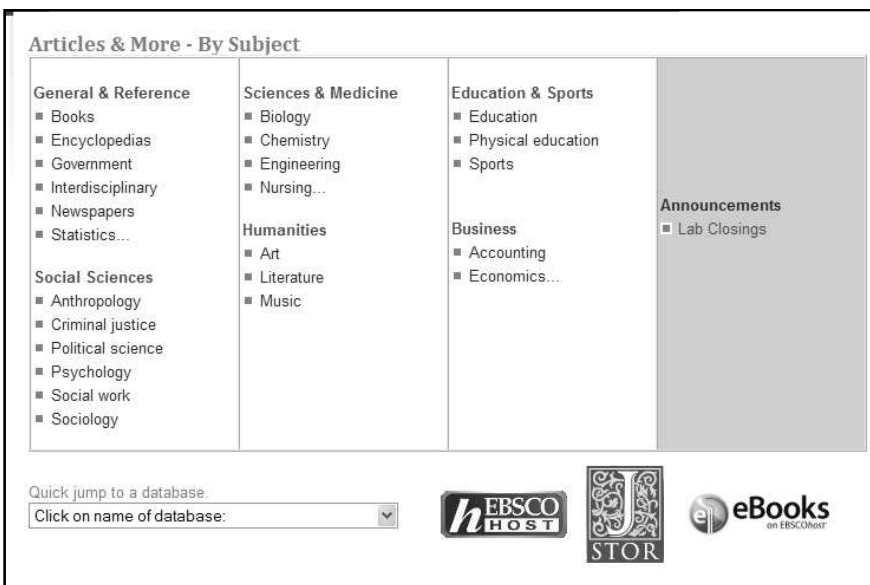 Articles & More - By Subject
General & Reference
Books
Encyclopedias
Government
Interdisciplinary
Newspapers
Statistics...
Social Sciences
Anthropology
Criminal justice
Political science
Psychology
Social work
Sociology
Sciences & Medicine
Biology
Chemistry
Engineering
Nursing...
Humanities
Art
Literature
Music
Education & Sports
Education
Physical education
Sports
Business
Accounting
Economics...
Announcements
Lab Closings
Quick jump to a database.
Click on name of database:
h EBSCO
HOST
J
STOR
e eBooks
on EBSCOhost